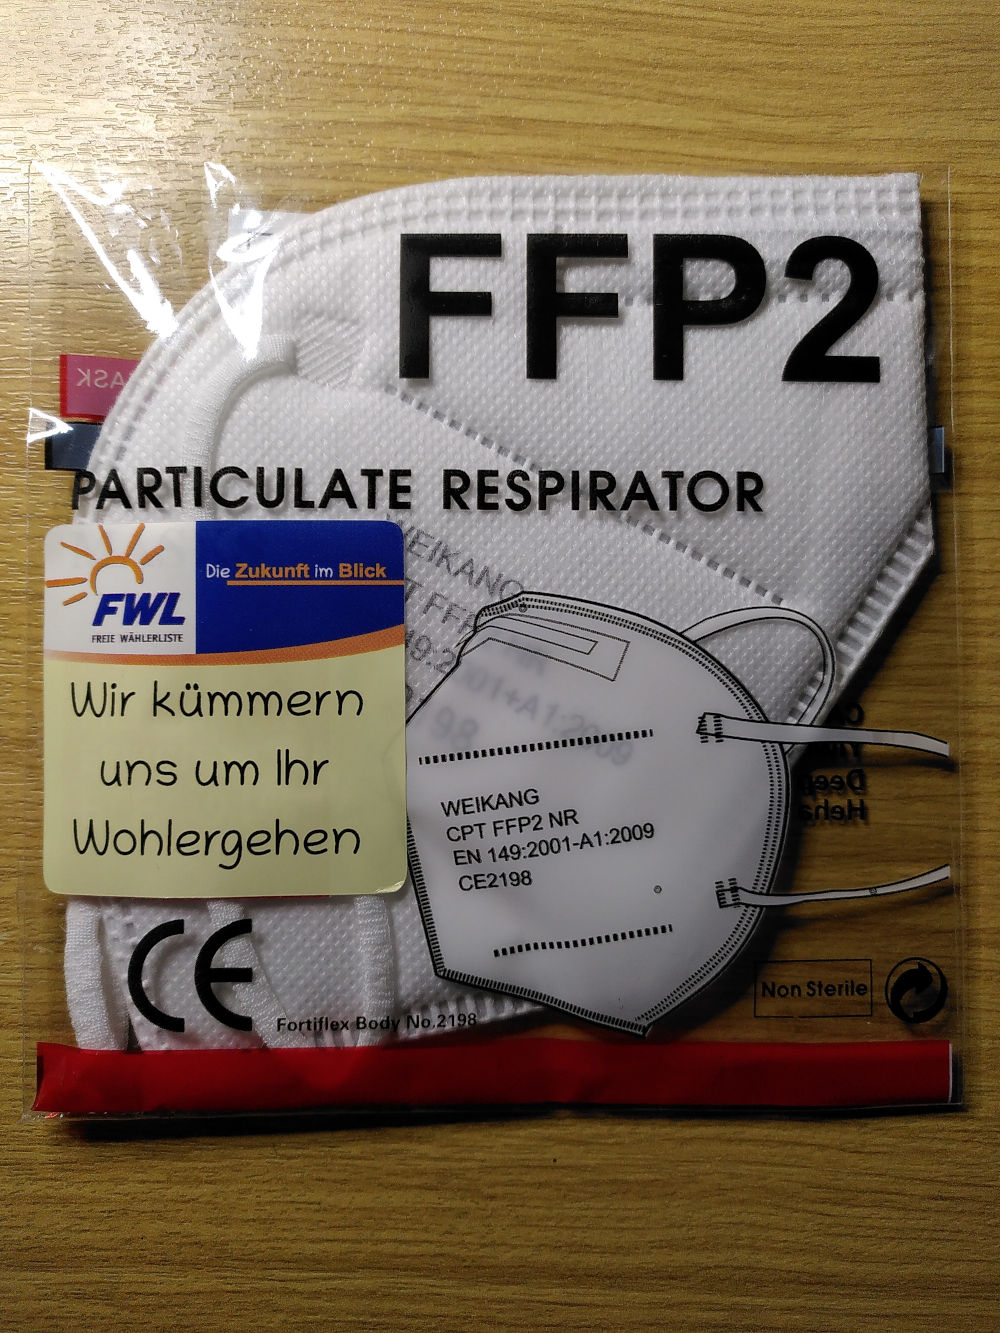 FFP2
MASK
PARTICULATE RESPIRATOR
Die Zukunft im Blick
FWL
FREIE WÄHLERLISTE
Wir kümmern
uns um Ihr
Wohlergehen
WEIKANG
CPT FFP2 NR
EN 149:2001-A1:2009
CE2198
CE
Fortiflex Body No.2198
Non Sterile